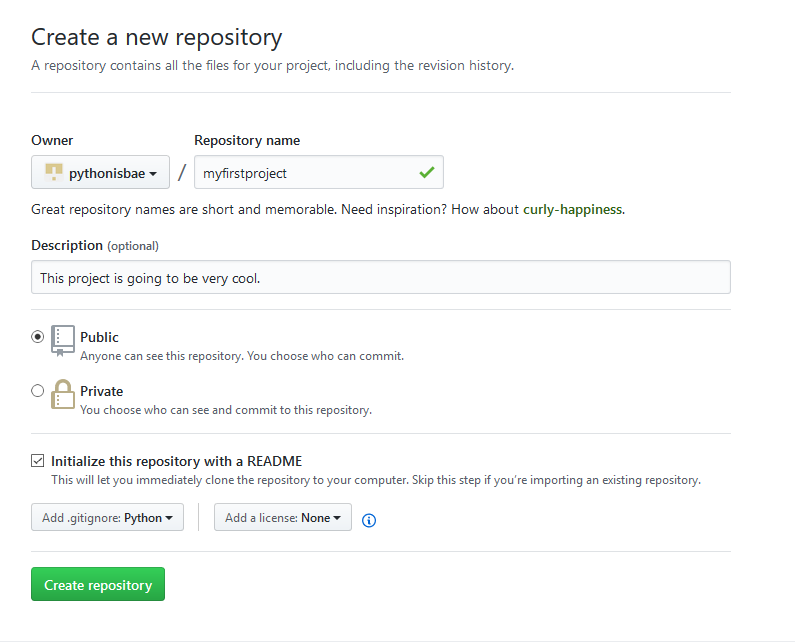 Create a new repository
A repository contains all the files for your project, including the revision history.
Owner Repository name
pythonisbae / myfirstproject
Great repository names are short and memorable. Need inspiration? How about curly-happiness.
Description (optional)
This project is going to be very cool.
Public
Anyone can see this repository. You choose who can commit.
Private
You choose who can see and commit to this repository.
Initialize this repository with a README
This will let you immediately clone the repository to your computer. Skip this step if you’re importing an existing repository.
Add .gitignore: Python Add a license: None
Create repository